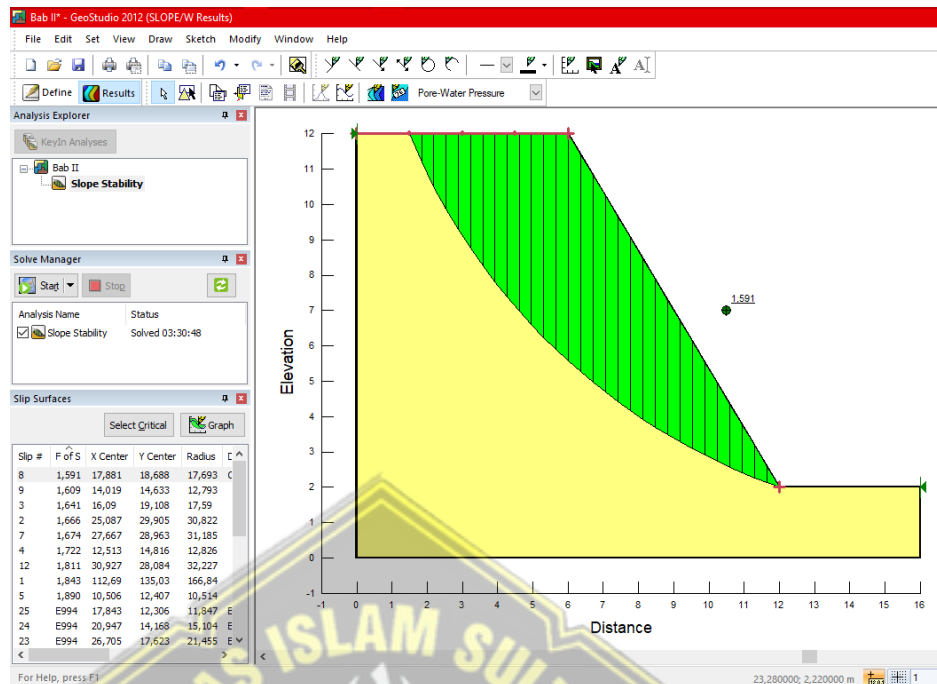 Bab II* - GeoStudio 2012 (SLOPE/W Results)
File Edit Set View Draw Sketch Modify Window Help
Define Results Pore-Water Pressure
Analysis Explorer
KeyIn Analyses
Bab II
Slope Stability
Solve Manager
Start Stop
Analysis Name Status
Slope Stability Solved 03:30:48
Slip Surfaces
Select Critical Graph
Slip # F of S X Center Y Center Radius
8 1,591 17,881 18,688 17,693 C
9 1,609 14,019 14,633 12,793
3 1,641 16,09 19,108 17,59
2 1,666 25,087 29,905 30,822
7 1,674 27,667 28,963 31,185
4 1,722 12,513 14,816 12,826
12 1,811 30,927 28,084 32,227
1 1,843 112,69 135,03 166,84
5 1,890 10,506 12,407 10,514
25 E994 17,843 12,306 11,847 E
24 E994 20,947 14,168 15,104 E
23 E994 26,705 17,623 21,455 E
12
11
10
9
8
7
6
5
4
3
2
1
0
-1
Elevation
1,591
-1 0 1 2 3 4 5 6 7 8 9 10 11 12 13 14 15 16
Distance
ISLAM SUL
For Help, press F1
23,280000; 2,220000 m 1